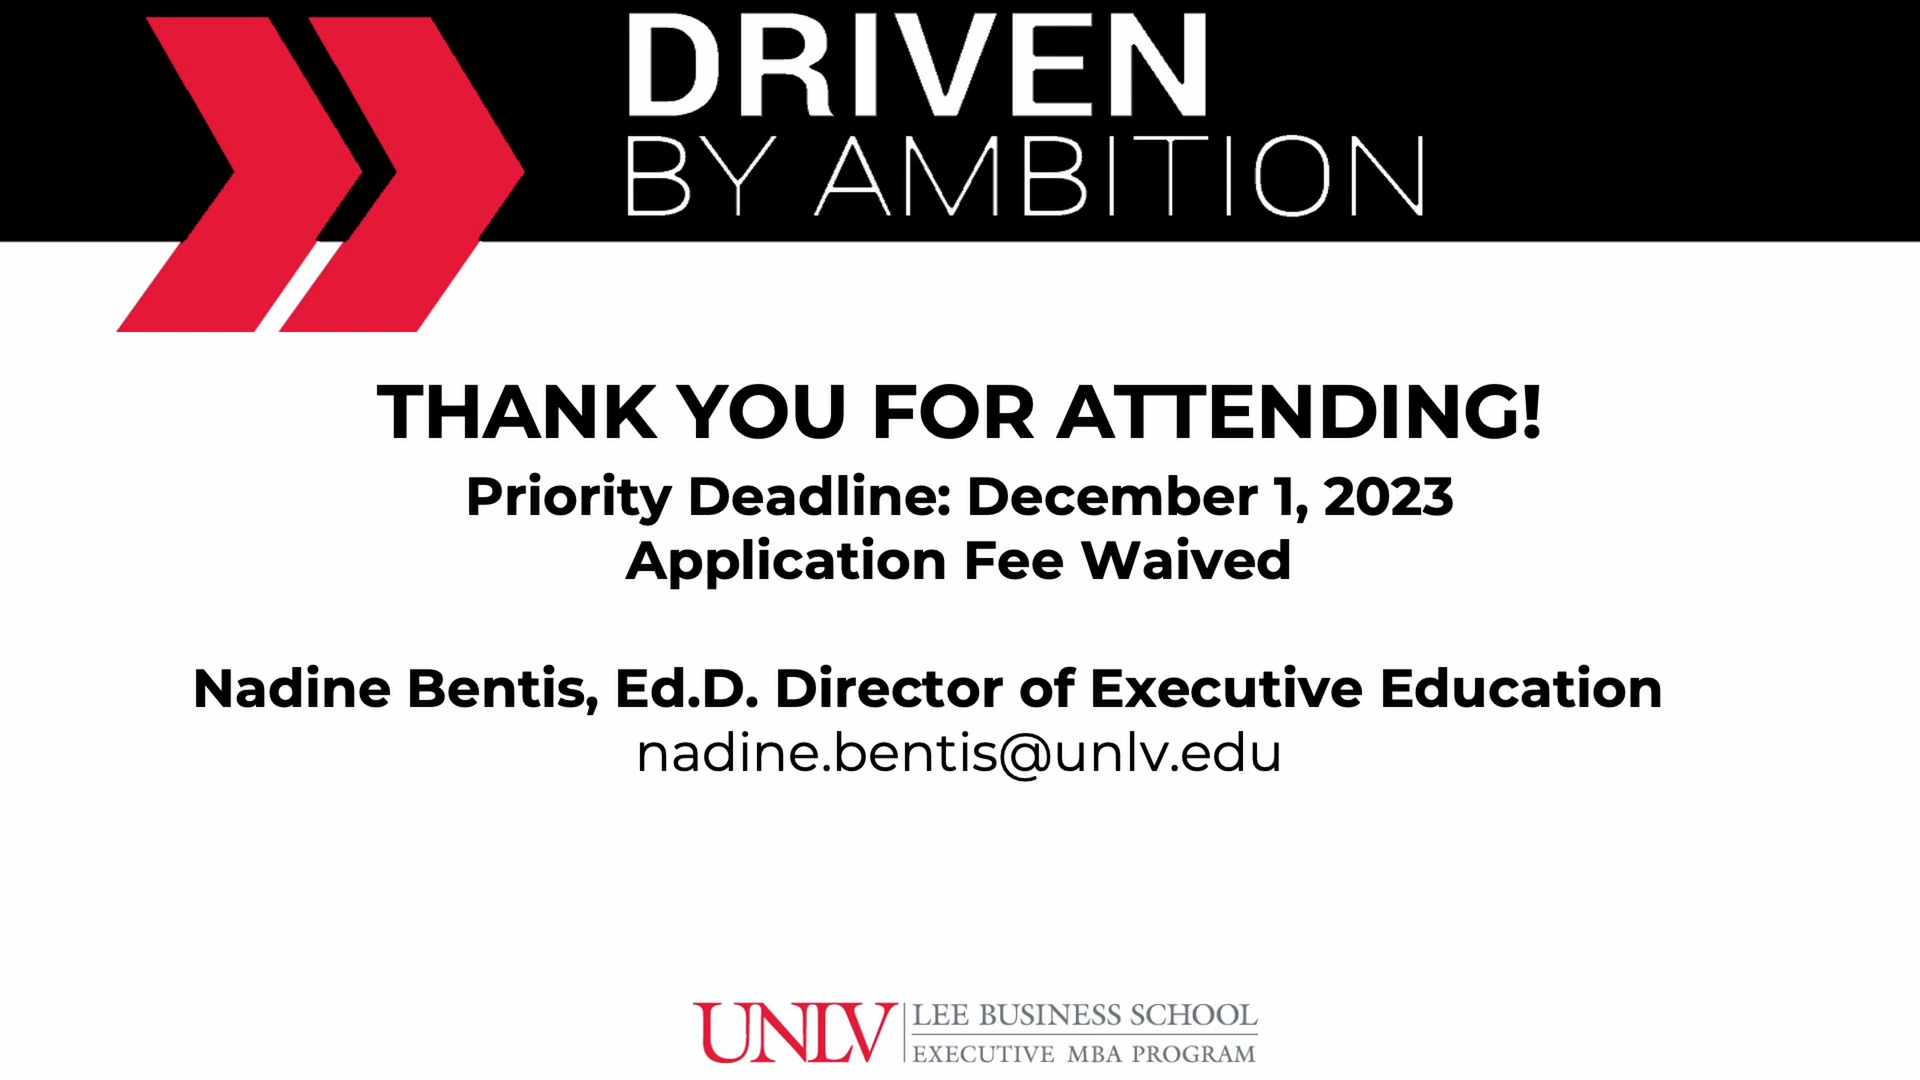 DRIVEN
BY AMBITION
THANK YOU FOR ATTENDING!
Priority Deadline: December 1, 2023
Application Fee Waived
Nadine Bentis, Ed.D. Director of Executive Education
nadine.bentis@unlv.edu
UNLV LEE BUSINESS SCHOOL
EXECUTIVE MBA PROGRAM